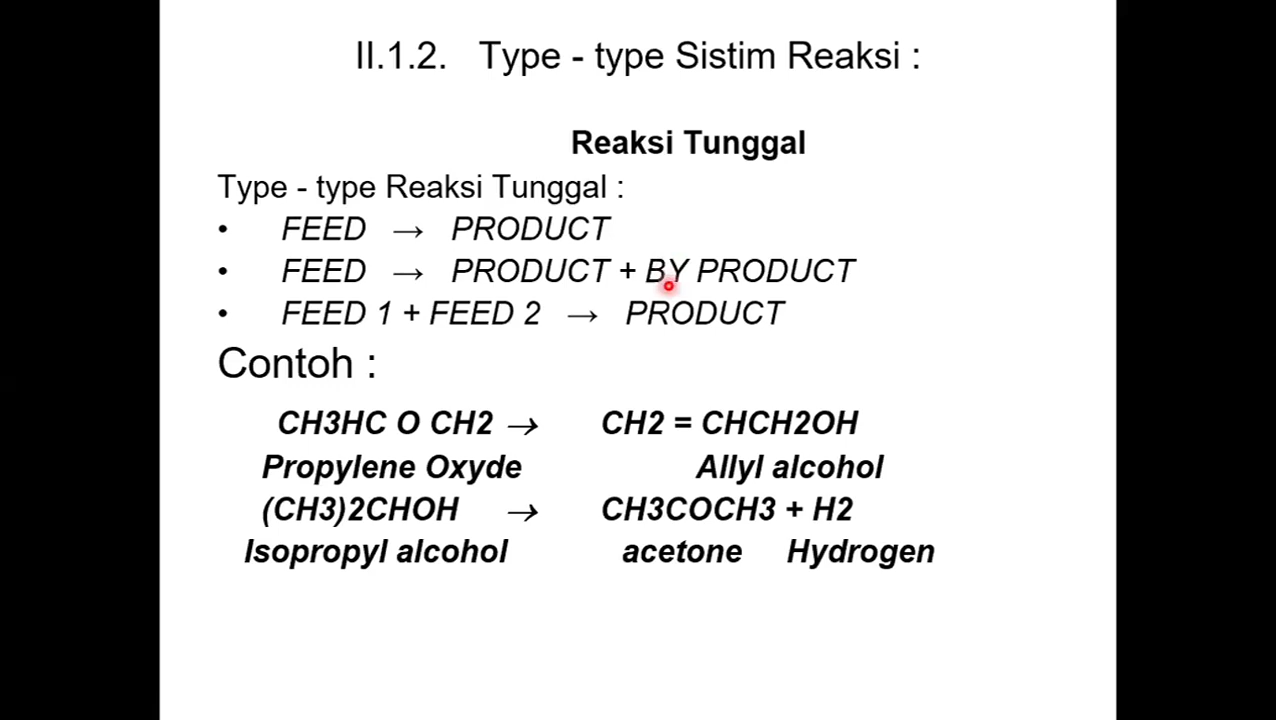 II.1.2. Type - type Sistim Reaksi :
Reaksi Tunggal
Type - type Reaksi Tunggal :
• FEED → PRODUCT
• FEED → PRODUCT + BY PRODUCT
• FEED 1 + FEED 2 → PRODUCT
Contoh :
CH3HC O CH2 → CH2 = CHCH2OH
Propylene Oxyde Allyl alcohol
(CH3)2CHOH → CH3COCH3 + H2
Isopropyl alcohol acetone Hydrogen